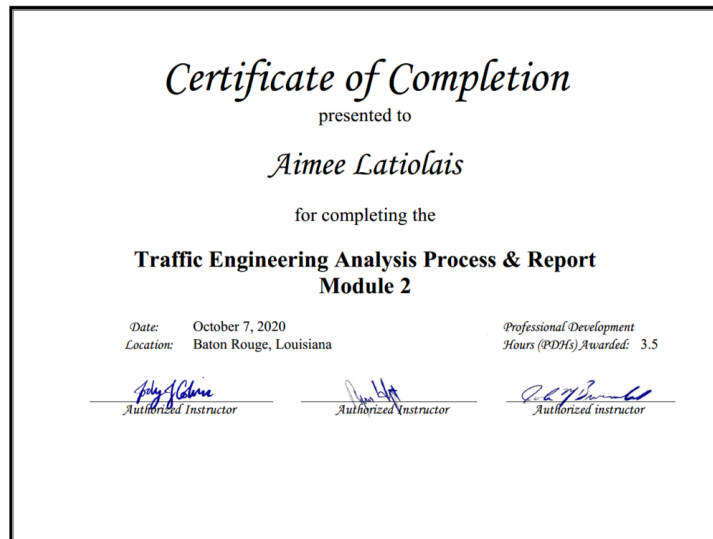 Certificate of Completion
presented to
Aimee Latiolais
for completing the
Traffic Engineering Analysis Process & Report
Module 2
Date: October 7, 2020
Location: Baton Rouge, Louisiana
Professional Development
Hours (PDHs) Awarded: 3.5
Authorized Instructor
Authorized Instructor
Authorized instructor